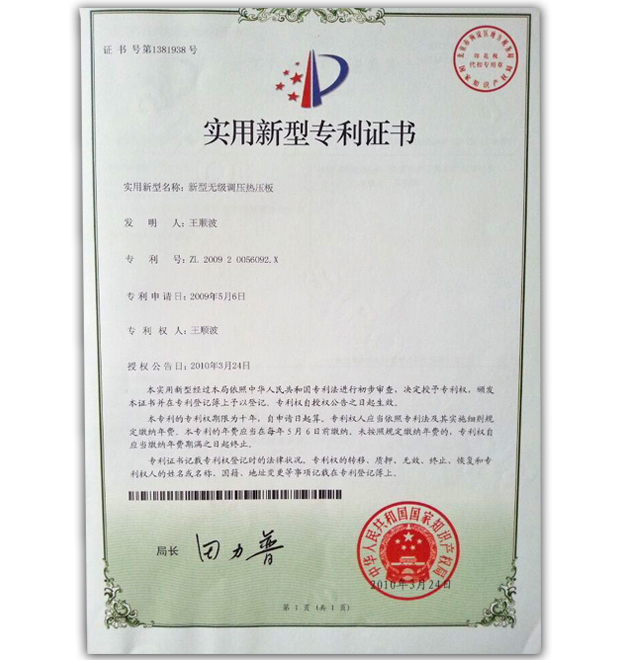 证书号第1381938号
实用新型专利证书
实用新型名称：新型无级调压热压板
发明人：王顺波
专利号：ZL 2009 2 0056092.X
专利申请日：2009年5月6日
专利权人：王顺波
授权公告日：2010年3月24日
本实用新型经过本局依照中华人民共和国专利法进行初步审查，决定授予专利权，颁发
本证书并在专利登记簿上予以登记。专利权自授权公告之日起生效。
本专利的专利权期限为十年，自申请日起算。专利权人应当依照专利法及其实施细则规
定缴纳年费。本专利的年费应当在每年5月6日前缴纳。未按照规定缴纳年费的，专利权自
应当缴纳年费期满之日起终止。
专利证书记载专利权登记时的法律状况。专利权的转移、质押、无效、终止、恢复和专
利权人的姓名或名称、国籍、地址变更等事项记载在专利登记簿上。
局长
田力普
中华人民共和国国家知识产权局
2010年3月24日
第1页（共1页）